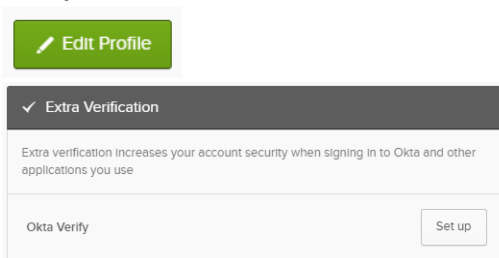 Edit Profile
Extra Verification
Extra verification increases your account security when signing in to Okta and other
applications you use
Okta Verify
Set up